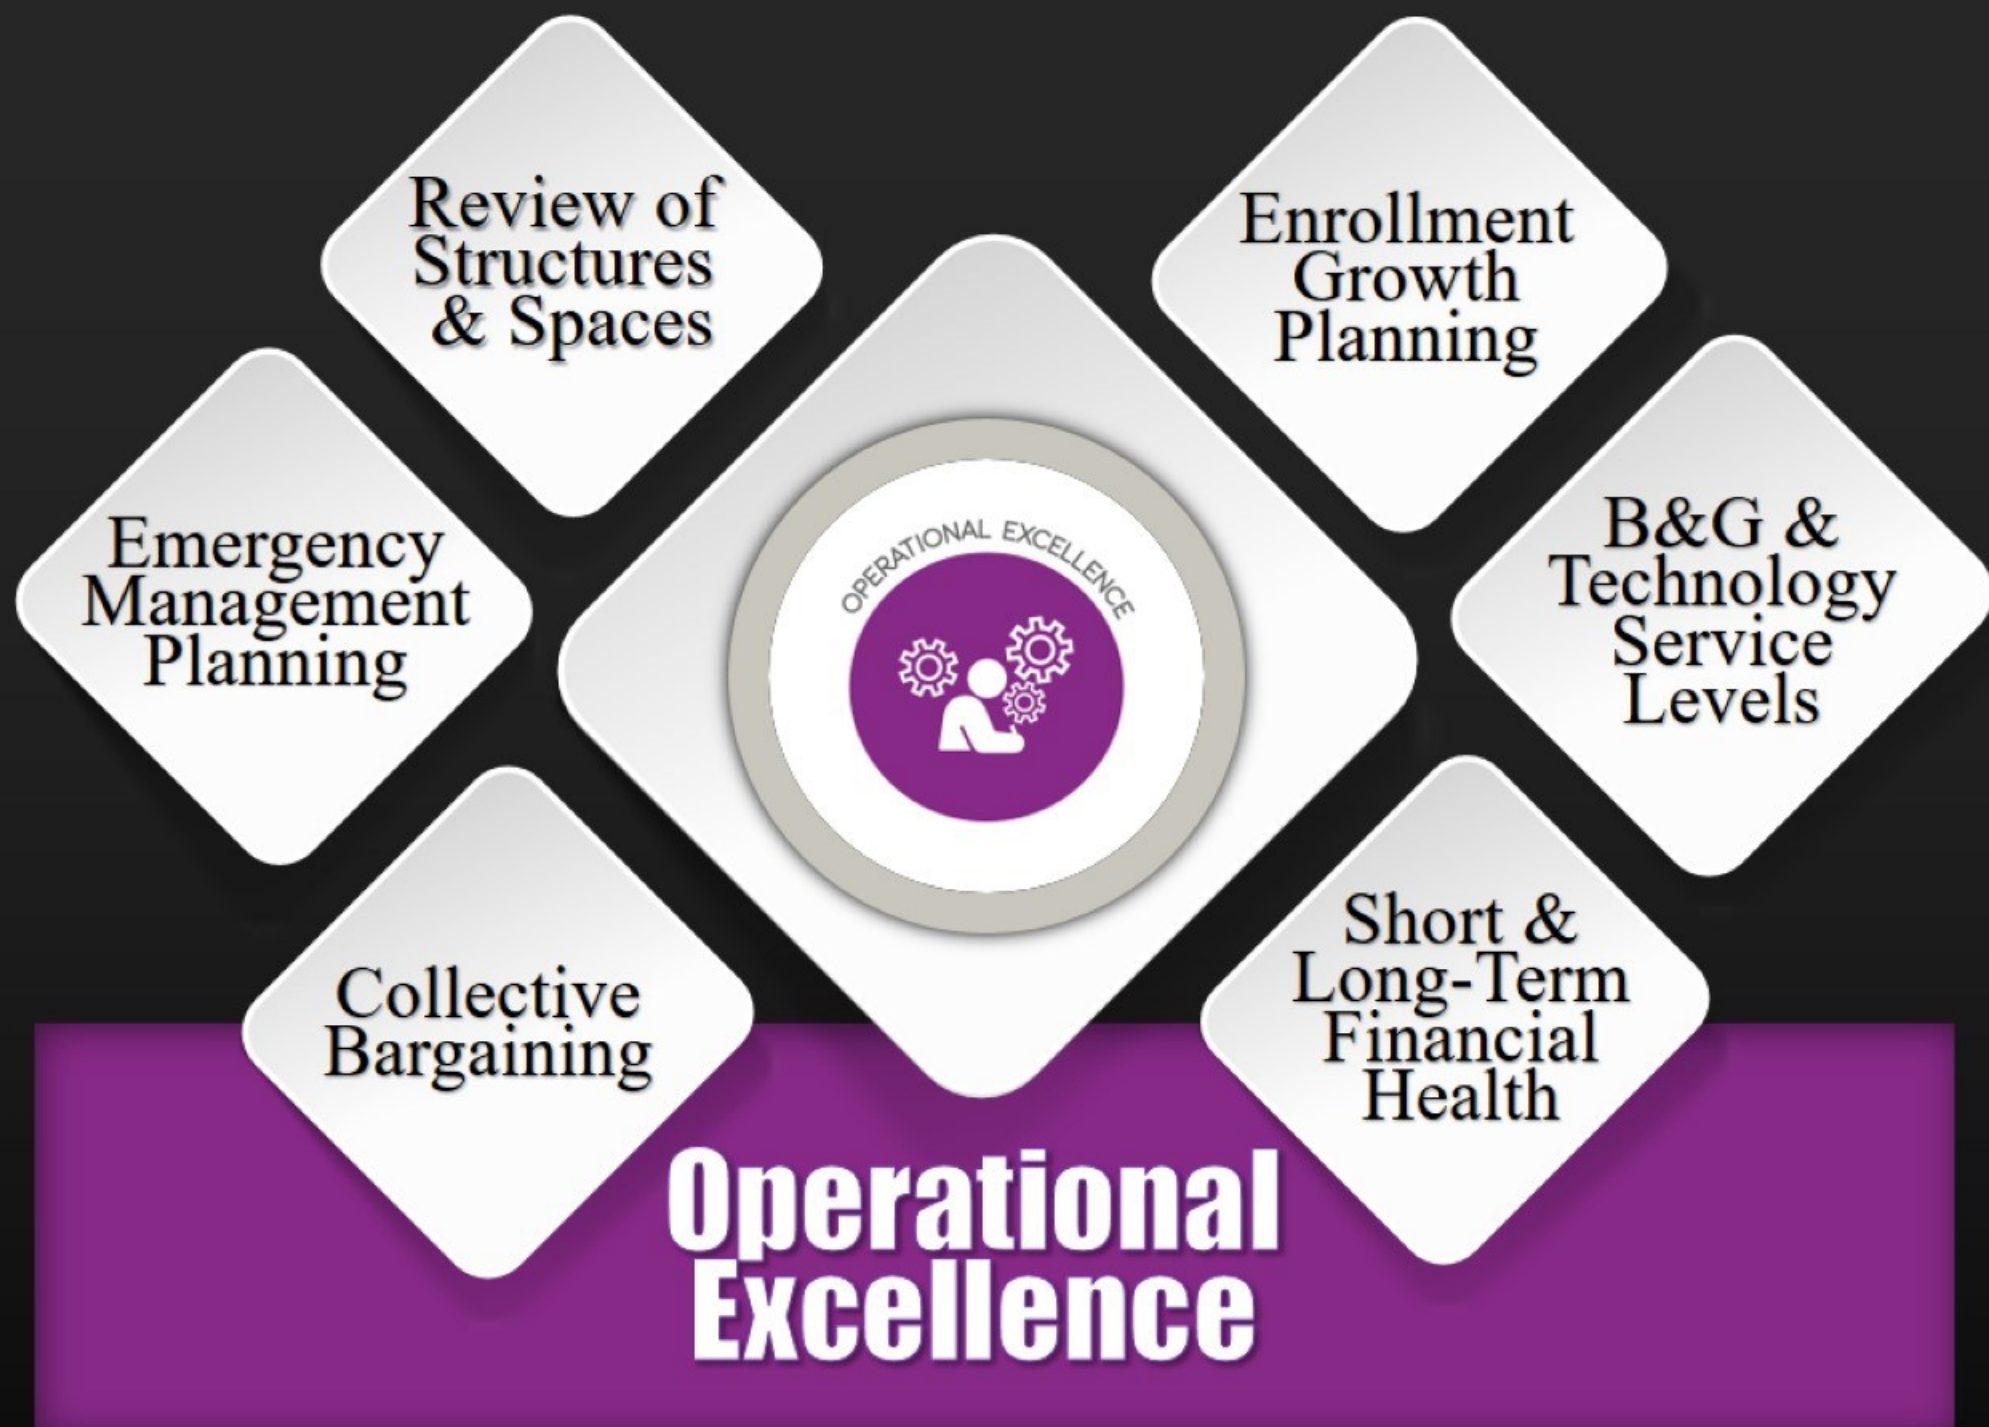 Review of
Structures
& Spaces
Enrollment
Growth
Planning
Emergency
Management
Planning
OPERATIONAL EXCELLENCE
B&G &
Technology
Service
Levels
Collective
Bargaining
Short &
Long-Term
Financial
Health
Operational
Excellence